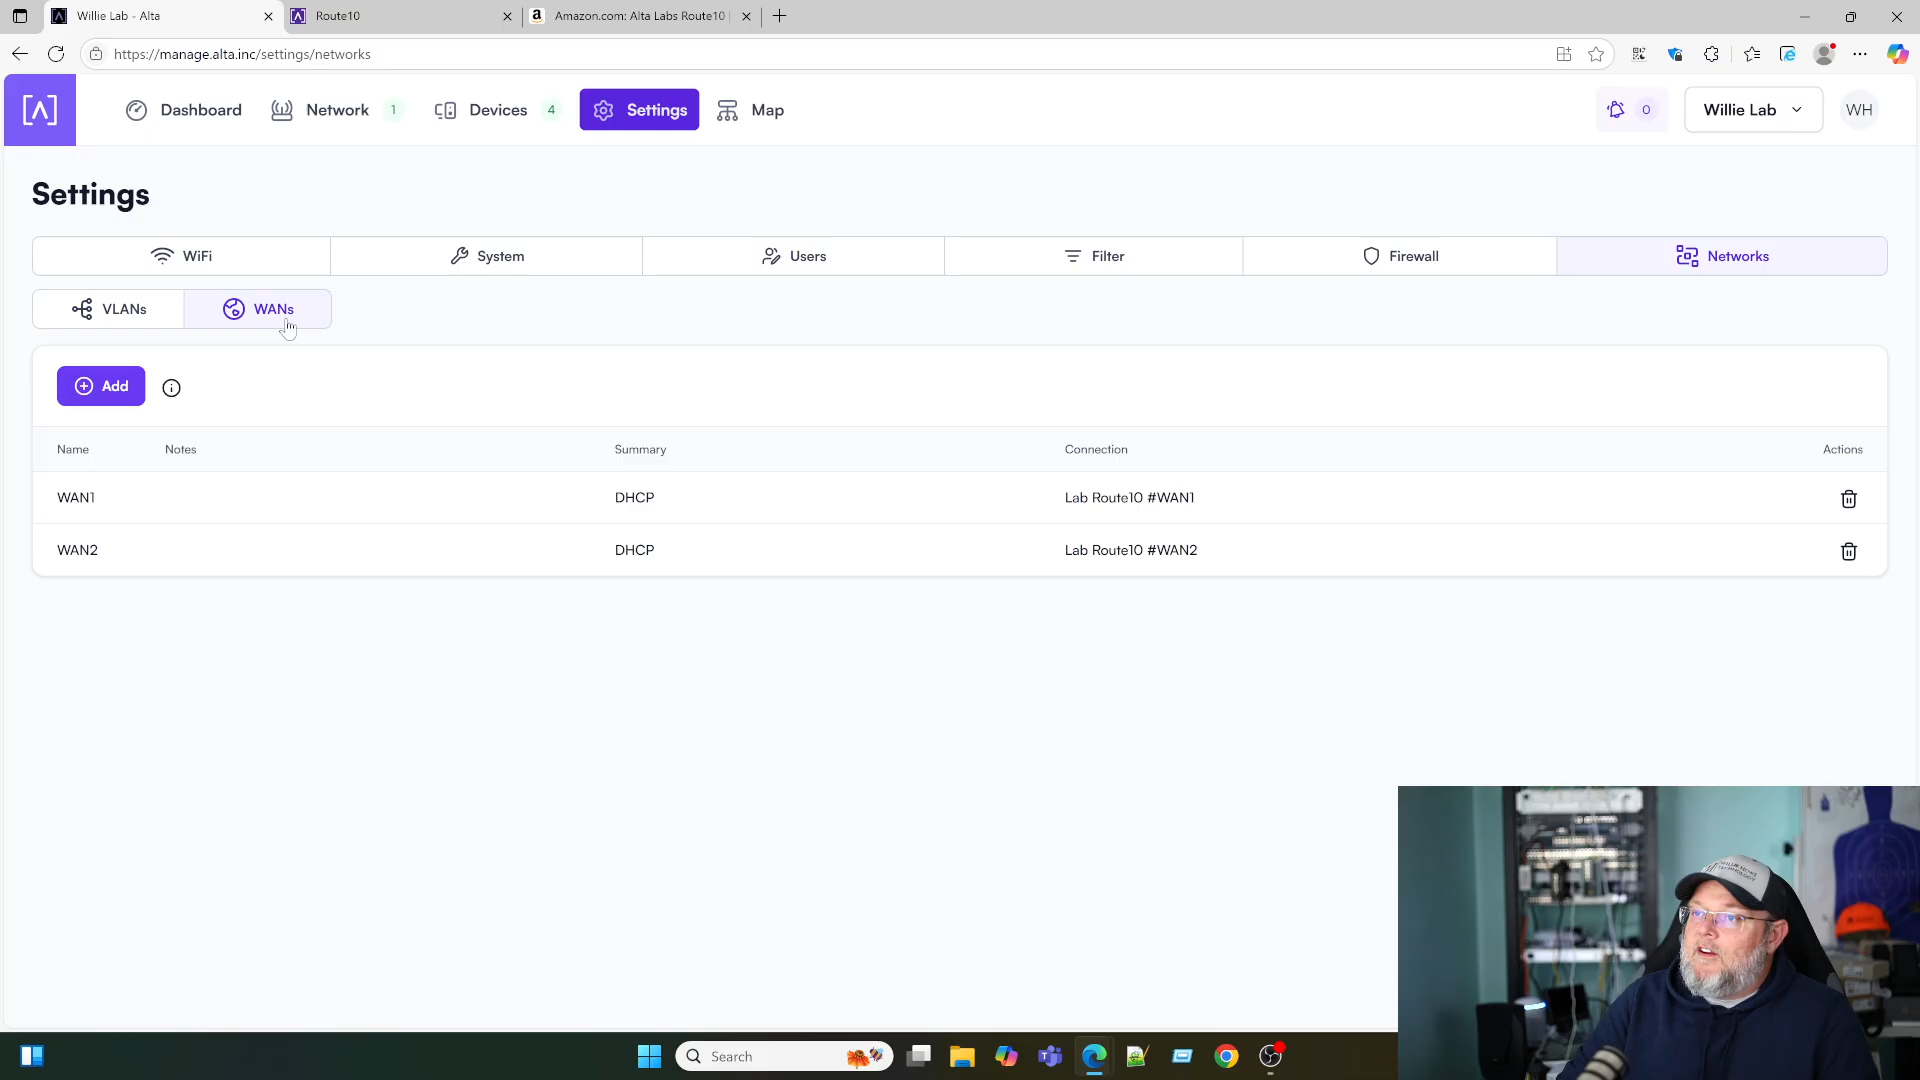 Willie Lab - Alta
Route10
Amazon.com: Alta Labs Route10
https://manage.alta.inc/settings/networks
Dashboard
Network 1
Devices 4
Settings
Map
0
Willie Lab
WH
Settings
WiFi
System
Users
Filter
Firewall
Networks
VLANs
WANs
Add
Name Notes Summary Connection Actions
WAN1 DHCP Lab Route10 #WAN1
WAN2 DHCP Lab Route10 #WAN2
Search